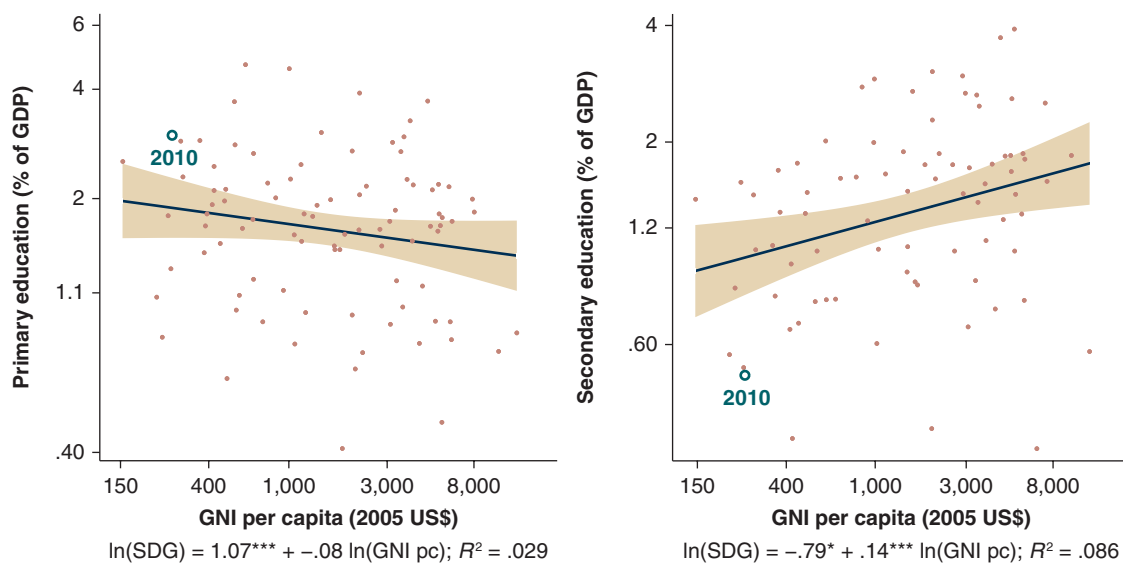 Primary education (% of GDP)
6
4
2
1.1
.40
2010
150 400 1,000 3,000 8,000
GNI per capita (2005 US$)
ln(SDG) = 1.07*** + –.08 ln(GNI pc); R² = .029
Secondary education (% of GDP)
4
2
1.2
.60
2010
150 400 1,000 3,000 8,000
GNI per capita (2005 US$)
ln(SDG) = –.79* + .14*** ln(GNI pc); R² = .086